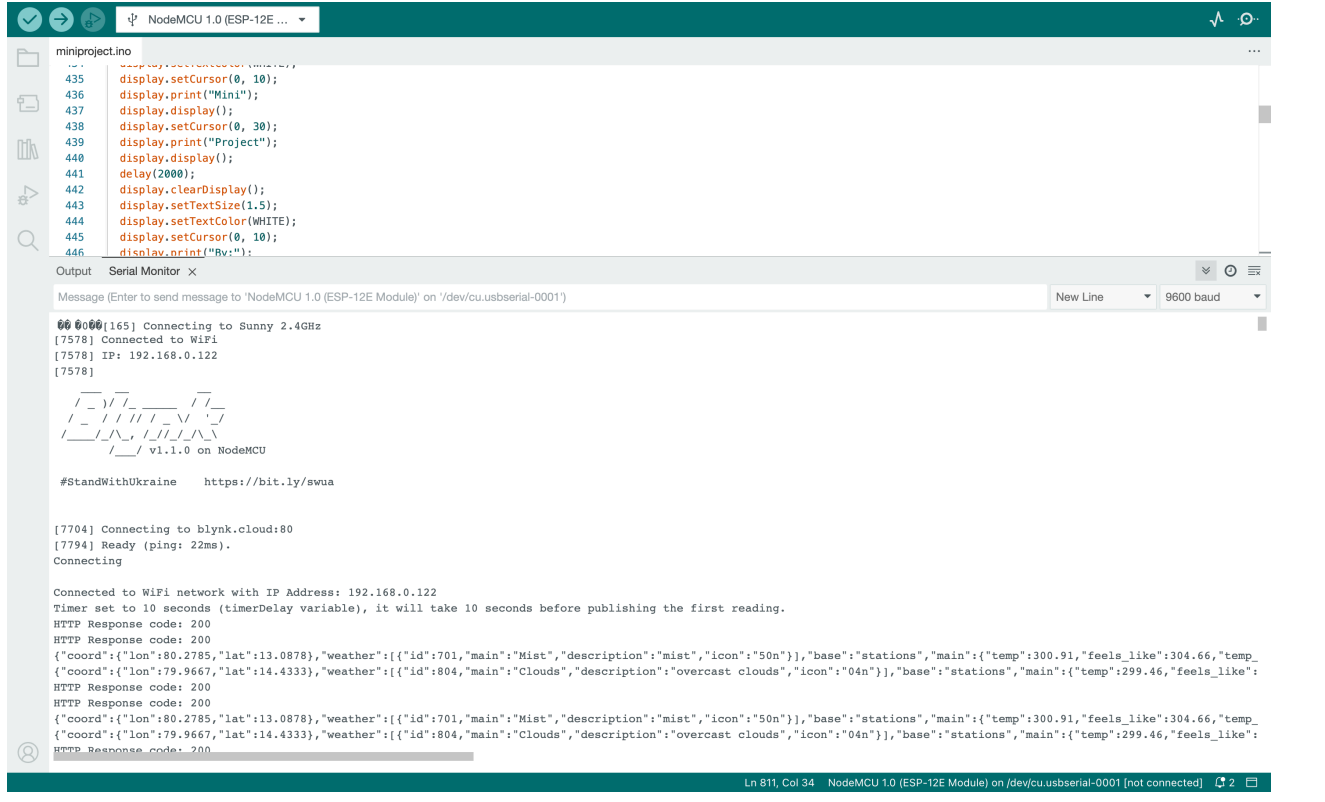 NodeMCU 1.0 (ESP-12E ...
miniproject.ino
...
434 display.setTextColor(WHITE);
435 display.setCursor(0, 10);
436 display.print("Mini");
437 display.display();
438 display.setCursor(0, 30);
439 display.print("Project");
440 display.display();
441 delay(2000);
442 display.clearDisplay();
443 display.setTextSize(1.5);
444 display.setTextColor(WHITE);
445 display.setCursor(0, 10);
446 display.print("By:");
Output Serial Monitor
Message (Enter to send message to 'NodeMCU 1.0 (ESP-12E Module)' on '/dev/cu.usbserial-0001') New Line 9600 baud
�� �0��[165] Connecting to Sunny 2.4GHz
[7578] Connected to WiFi
[7578] IP: 192.168.0.122
[7578]
    ___  __          __
   / _ )/ /_ _____  / /__
  / _  / / // / _ \/  '_/
 /____/_/\_, /_//_/_/\_\
        /___/ v1.1.0 on NodeMCU
#StandWithUkraine    https://bit.ly/swua
[7704] Connecting to blynk.cloud:80
[7794] Ready (ping: 22ms).
Connecting
Connected to WiFi network with IP Address: 192.168.0.122
Timer set to 10 seconds (timerDelay variable), it will take 10 seconds before publishing the first reading.
HTTP Response code: 200
HTTP Response code: 200
{"coord":{"lon":80.2785,"lat":13.0878},"weather":[{"id":701,"main":"Mist","description":"mist","icon":"50n"}],"base":"stations","main":{"temp":300.91,"feels_like":304.66,"temp_
{"coord":{"lon":79.9667,"lat":14.4333},"weather":[{"id":804,"main":"Clouds","description":"overcast clouds","icon":"04n"}],"base":"stations","main":{"temp":299.46,"feels_like":
HTTP Response code: 200
HTTP Response code: 200
{"coord":{"lon":80.2785,"lat":13.0878},"weather":[{"id":701,"main":"Mist","description":"mist","icon":"50n"}],"base":"stations","main":{"temp":300.91,"feels_like":304.66,"temp_
{"coord":{"lon":79.9667,"lat":14.4333},"weather":[{"id":804,"main":"Clouds","description":"overcast clouds","icon":"04n"}],"base":"stations","main":{"temp":299.46,"feels_like":
HTTP Response code: 200
Ln 811, Col 34 NodeMCU 1.0 (ESP-12E Module) on /dev/cu.usbserial-0001 [not connected] 2